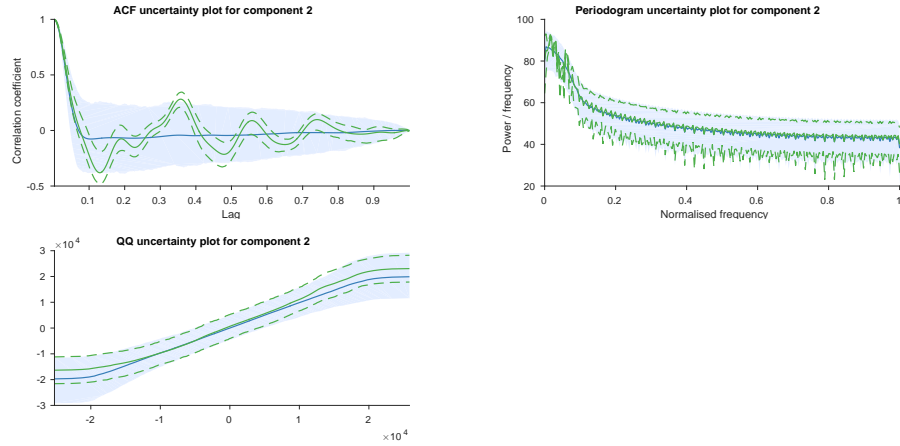 ACF uncertainty plot for component 2
1
0.5
0
-0.5
Correlation coefficient
0.1 0.2 0.3 0.4 0.5 0.6 0.7 0.8 0.9
Lag
Periodogram uncertainty plot for component 2
100
80
60
40
20
Power / frequency
0 0.2 0.4 0.6 0.8 1
Normalised frequency
QQ uncertainty plot for component 2
×10^4
3
2
1
0
-1
-2
-3
-2 -1 0 1 2
×10^4